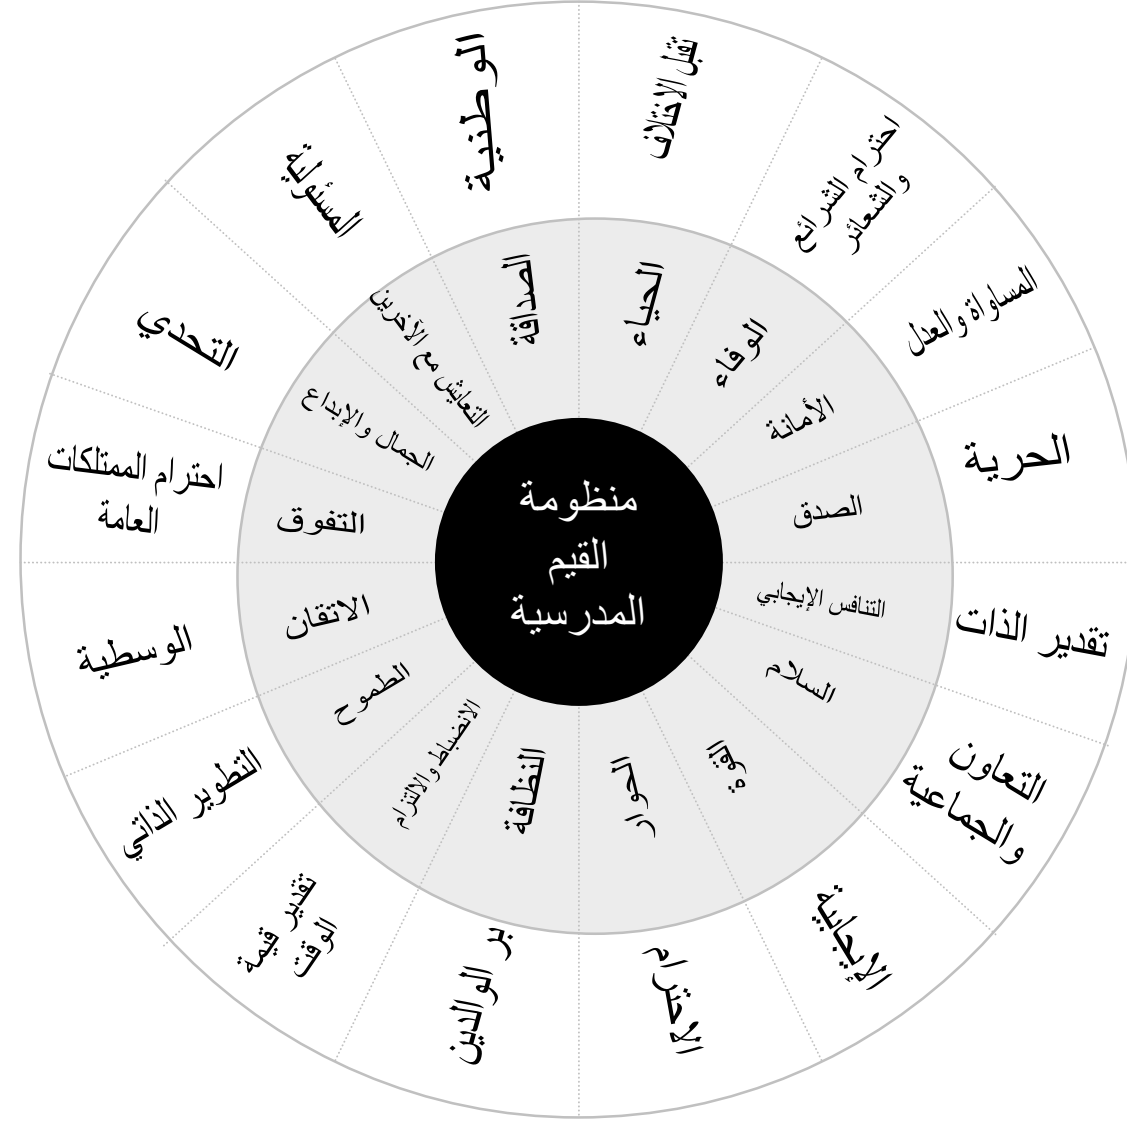 منظومة
القيم
المدرسية
تقبل الاختلاف
احترام الشرائع
والشعائر
المساواة والعدل
الحرية
تقدير الذات
التعاون
والجماعية
الإيجابية
الاحترام
بر الوالدين
تقدير قيمة
الوقت
التطوير الذاتي
الوسطية
احترام الممتلكات
العامة
التحدي
المسئولية
الوطنية
الحياء
الوفاء
الأمانة
الصدق
التنافس الإيجابي
السلام
القوة
الحوار
النظافة
الانضباط والالتزام
الطموح
الاتقان
التفوق
الجمال والإبداع
التعايش مع الآخرين
الصداقة